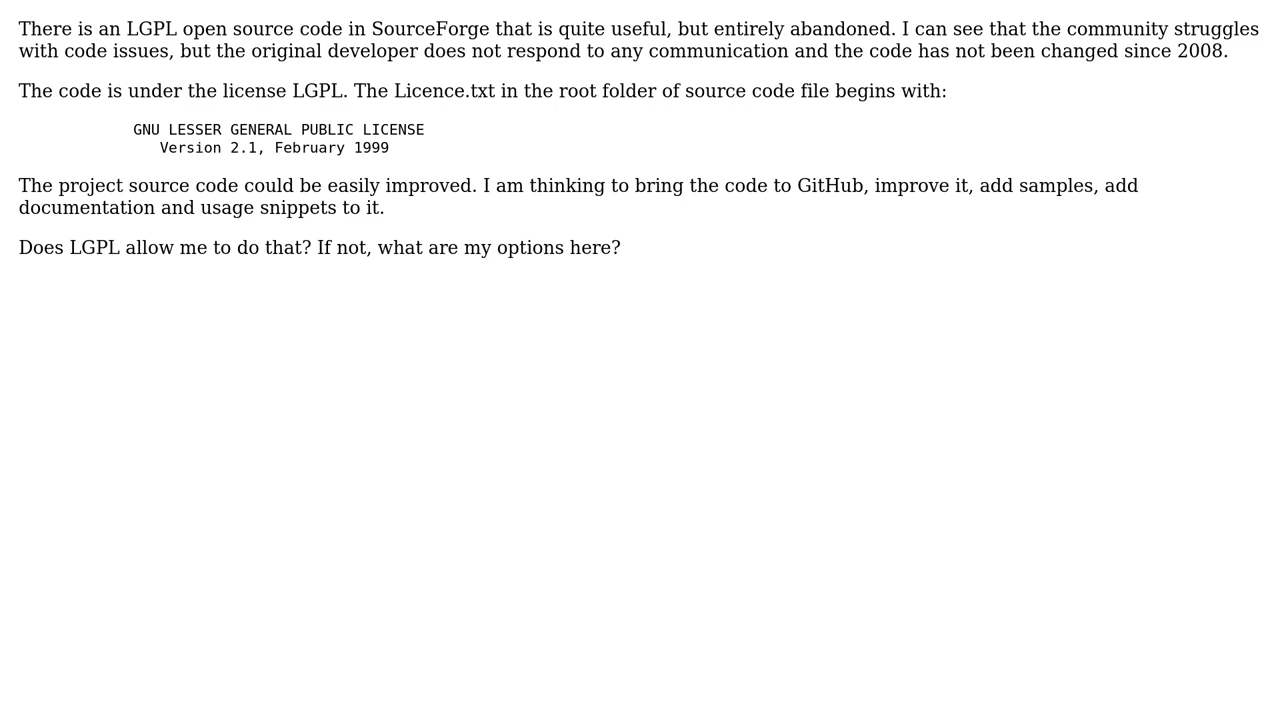 There is an LGPL open source code in SourceForge that is quite useful, but entirely abandoned. I can see that the community struggles
with code issues, but the original developer does not respond to any communication and the code has not been changed since 2008.
The code is under the license LGPL. The Licence.txt in the root folder of source code file begins with:
GNU LESSER GENERAL PUBLIC LICENSE
Version 2.1, February 1999
The project source code could be easily improved. I am thinking to bring the code to GitHub, improve it, add samples, add
documentation and usage snippets to it.
Does LGPL allow me to do that? If not, what are my options here?